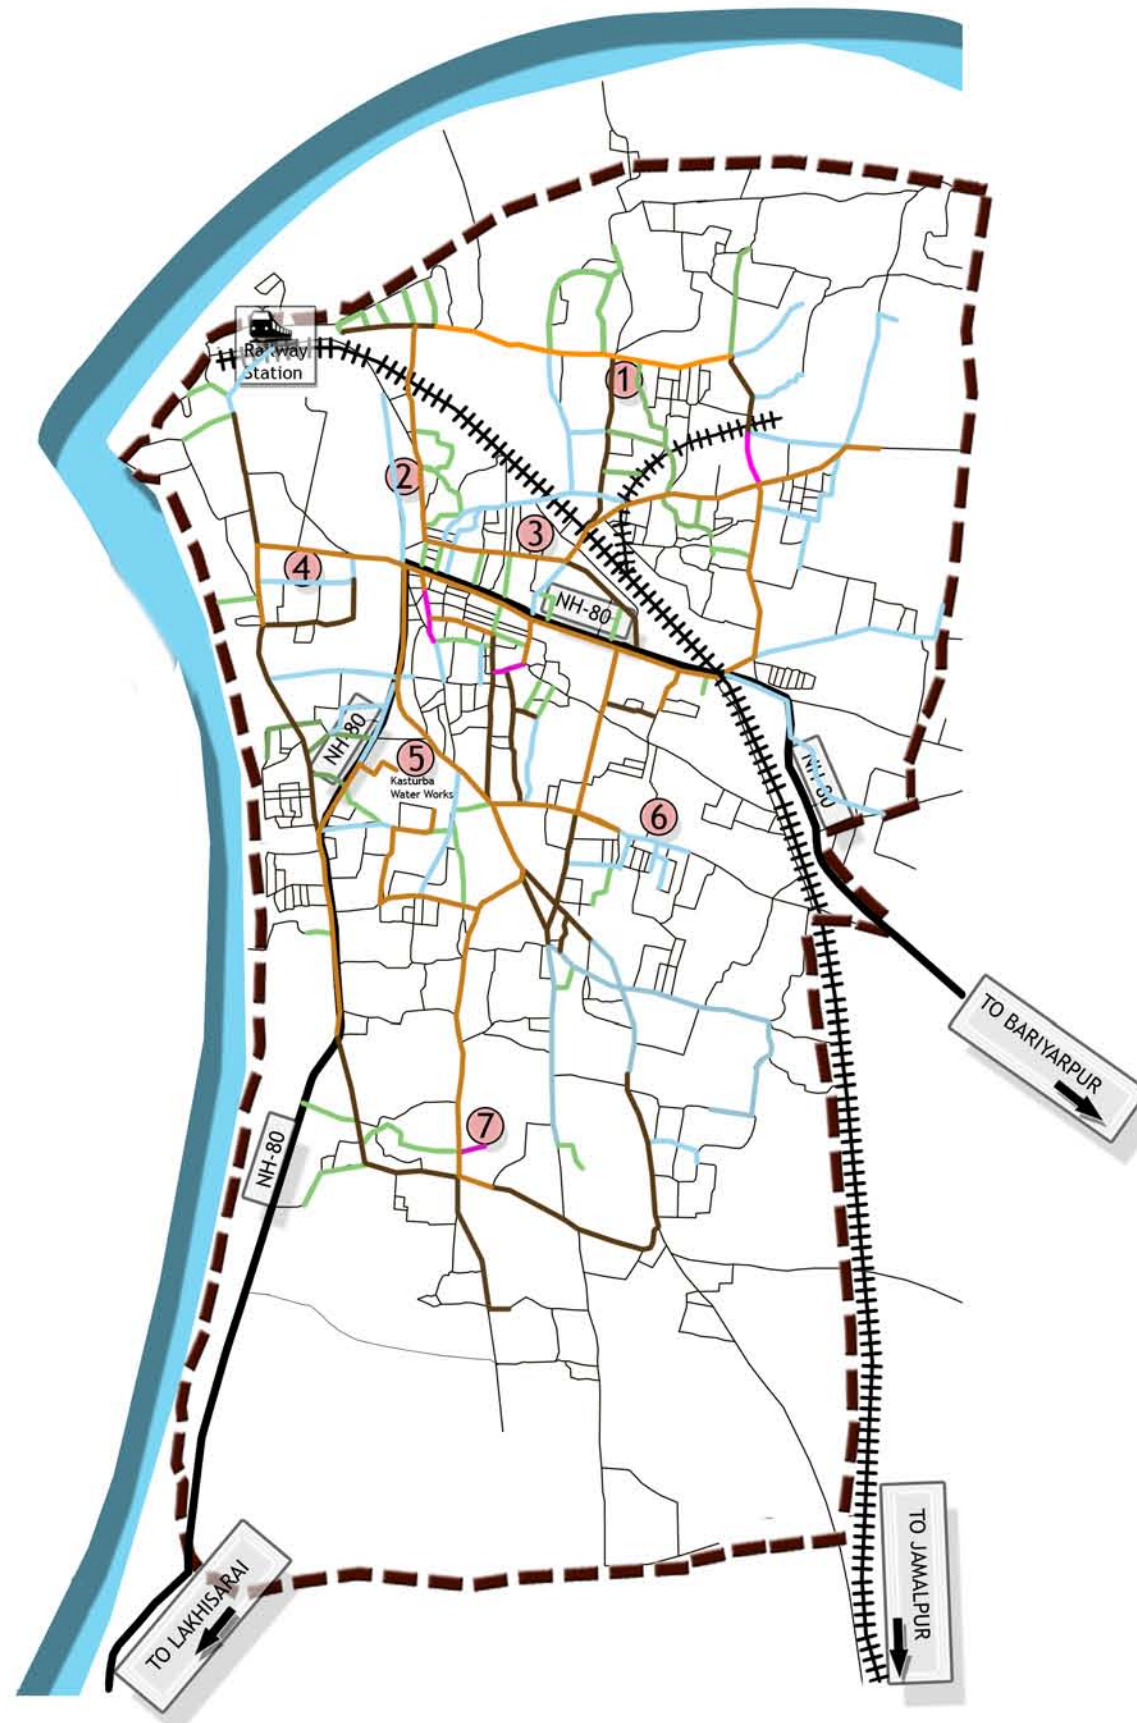 Railway
Station
1
2
3
NH-80
4
NH-80
5
Kasturba
Water Works
NH-80
6
TO BARIYARPUR
7
NH-80
TO JAMALPUR
TO LAKHISARAI